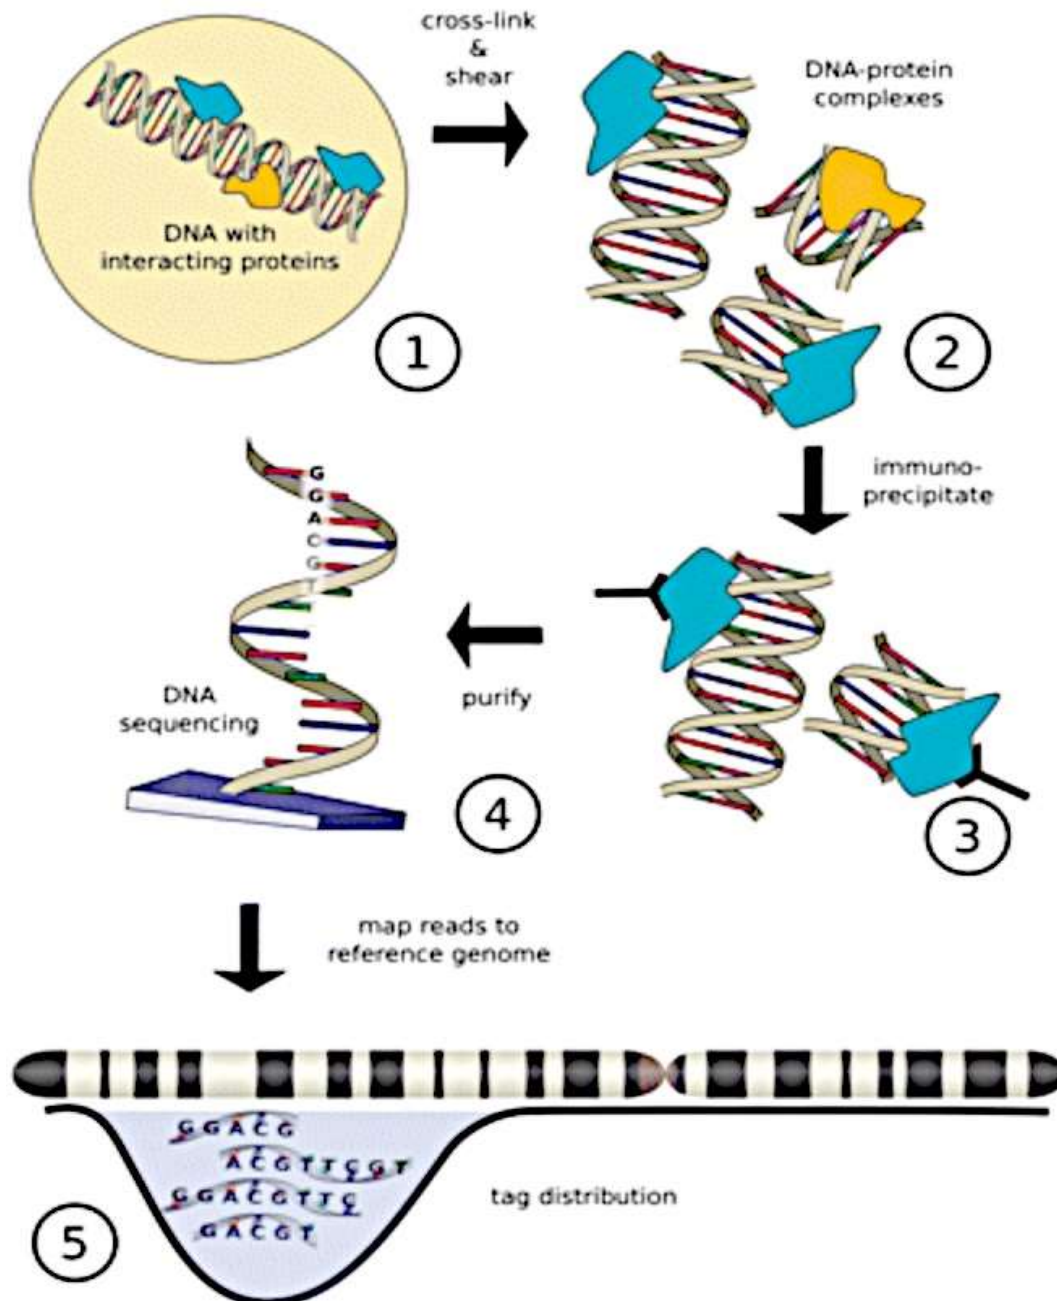 cross-link
&
shear
DNA-protein
complexes
DNA with
interacting proteins
1
2
immuno-
precipitate
G
G
A
C
G
T
DNA
sequencing
purify
4
3
map reads to
reference genome
GGACG
ACGTTCGT
GGACGTTC
GACGT
tag distribution
5